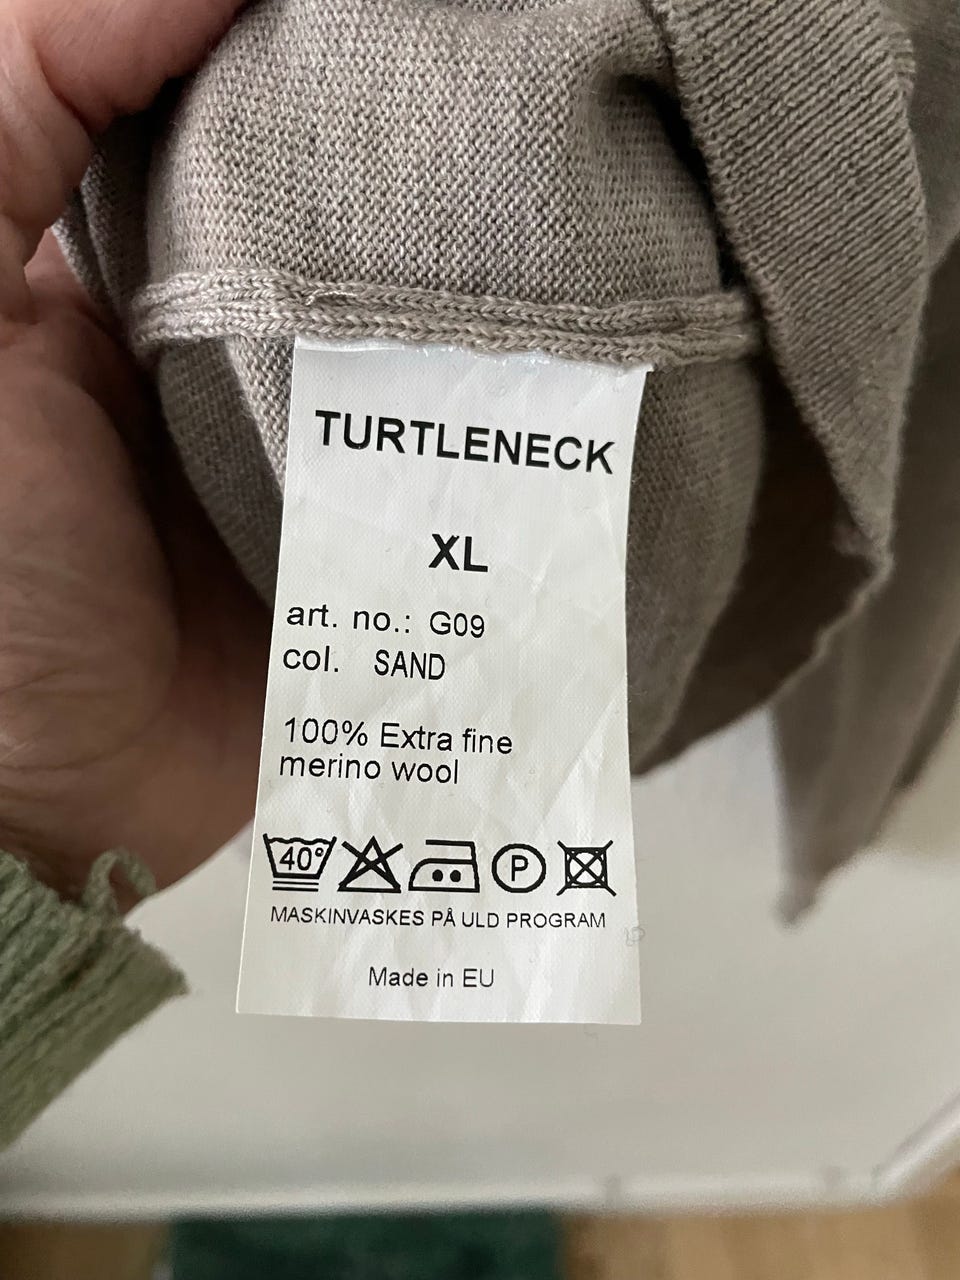 TURTLENECK
XL
art. no.: G09
col. SAND
100% Extra fine
merino wool
40° P
MASKINVASKES PÅ ULD PROGRAM
Made in EU